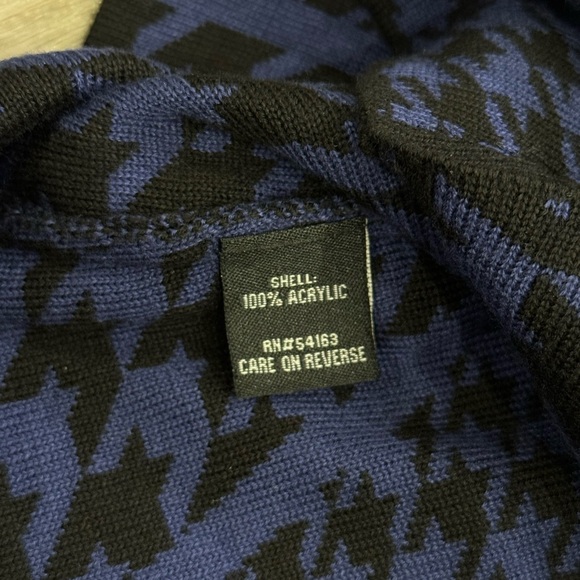 SHELL:
100% ACRYLIC
RN#54163
CARE ON REVERSE